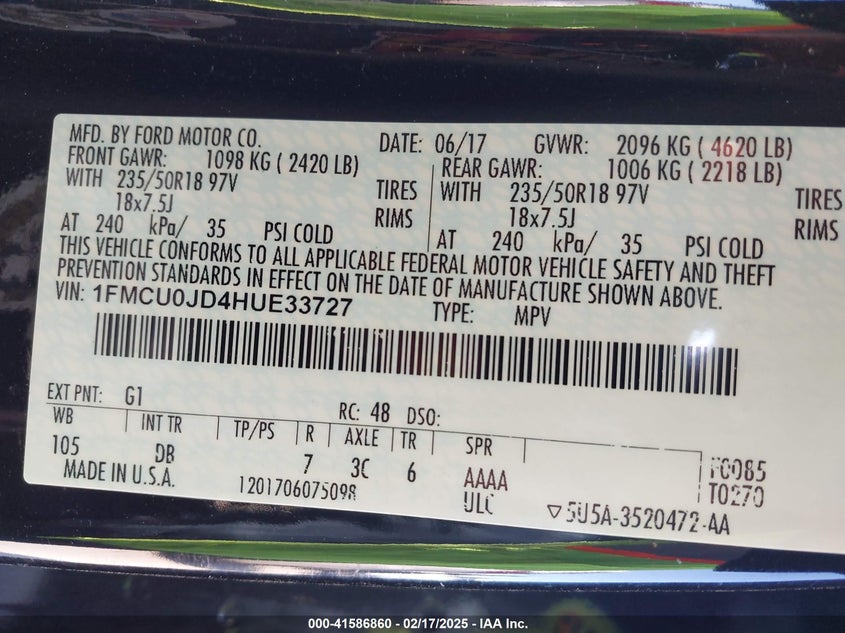 MFD. BY FORD MOTOR CO. DATE: 06/17 GVWR: 2096 KG ( 4620 LB)
FRONT GAWR: 1098 KG ( 2420 LB) REAR GAWR: 1006 KG ( 2218 LB)
WITH 235/50R18 97V TIRES WITH 235/50R18 97V TIRES
18x7.5J RIMS 18x7.5J RIMS
AT 240 kPa/ 35 PSI COLD AT 240 kPa/ 35 PSI COLD
THIS VEHICLE CONFORMS TO ALL APPLICABLE FEDERAL MOTOR VEHICLE SAFETY AND THEFT
PREVENTION STANDARDS IN EFFECT ON THE DATE OF MANUFACTURE SHOWN ABOVE.
VIN: 1FMCU0JD4HUE33727 TYPE: MPV
EXT PNT: G1 RC: 48 DSO:
WB INT TR TP/PS R AXLE TR SPR
105 DB 7 3C 6 AAAA F0085
MADE IN U.S.A. 1201706075098 ULC T0270
5U5A-3520472-AA
000-41586860 - 02/17/2025 - IAA Inc.